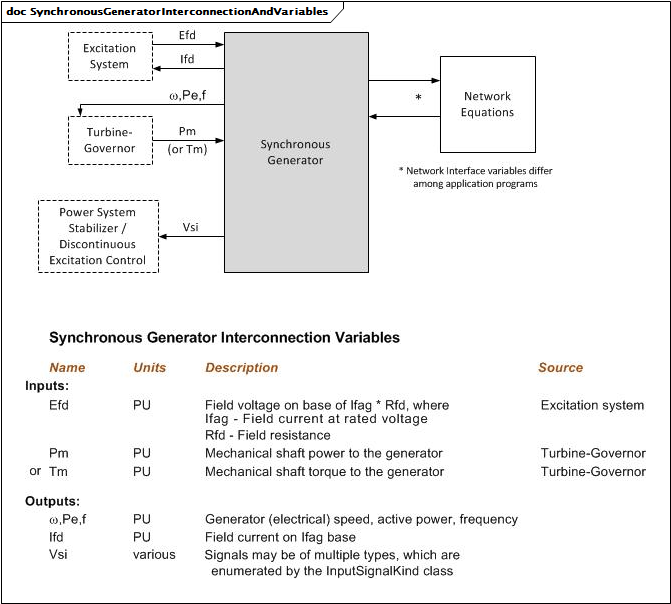 doc SynchronousGeneratorInterconnectionAndVariables
Excitation
System
Efd
Ifd
ω,Pe,f
Turbine-
Governor
Pm
(or Tm)
Power System
Stabilizer /
Discontinuous
Excitation Control
Vsi
Synchronous
Generator
*
Network
Equations
* Network Interface variables differ
among application programs
Synchronous Generator Interconnection Variables
Name Units Description Source
Inputs:
Efd PU Field voltage on base of Ifag * Rfd, where Excitation system
Ifag - Field current at rated voltage
Rfd - Field resistance
Pm PU Mechanical shaft power to the generator Turbine-Governor
or Tm PU Mechanical shaft torque to the generator Turbine-Governor
Outputs:
ω,Pe,f PU Generator (electrical) speed, active power, frequency
Ifd PU Field current on Ifag base
Vsi various Signals may be of multiple types, which are
enumerated by the InputSignalKind class